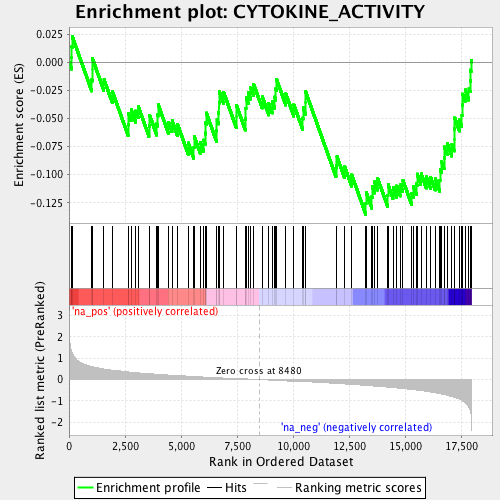 Enrichment plot: CYTOKINE_ACTIVITY
Enrichment score (ES)
0.025
0.000
-0.025
-0.050
-0.075
-0.100
-0.125
'na_pos' (positively correlated)
Ranked list metric (PreRanked)
3
2
1
0
-1
-2
Zero cross at 8480
'na_neg' (negatively correlated)
0
2,500
5,000
7,500
10,000
12,500
15,000
17,500
Rank in Ordered Dataset
Enrichment profile
Hits
Ranking metric scores